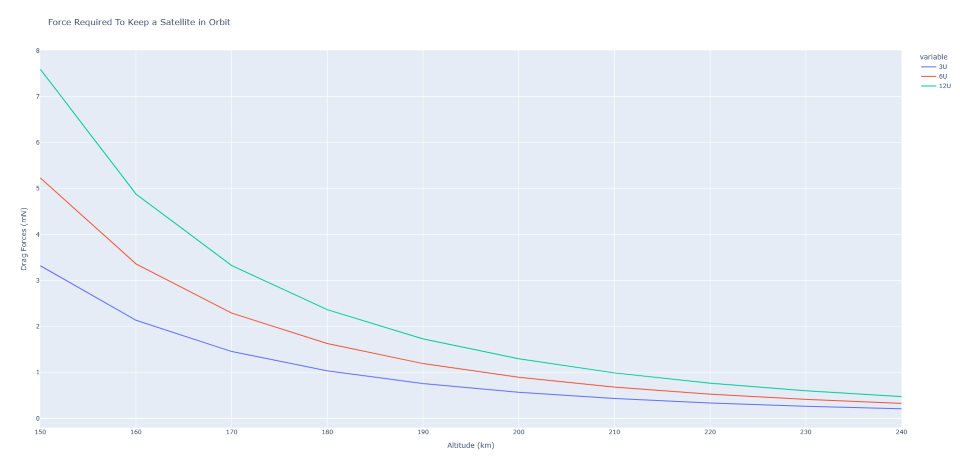 Force Required To Keep a Satellite in Orbit
variable
3U
6U
12U
8
7
6
5
4
3
2
1
0
Drag Forces (mN)
150 160 170 180 190 200 210 220 230 240
Altitude (km)